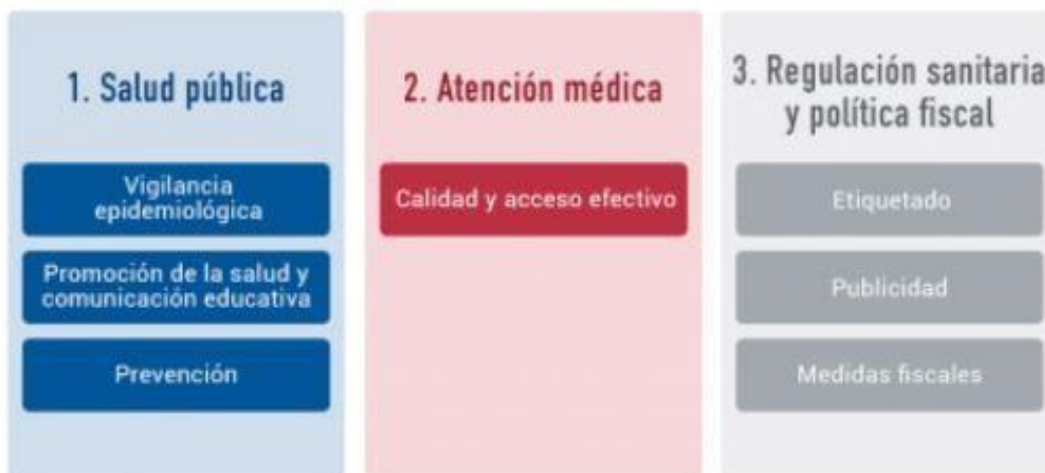 1. Salud pública
Vigilancia
epidemiológica
Promoción de la salud y
comunicación educativa
Prevención
2. Atención médica
Calidad y acceso efectivo
3. Regulación sanitaria
y política fiscal
Etiquetado
Publicidad
Medidas fiscales